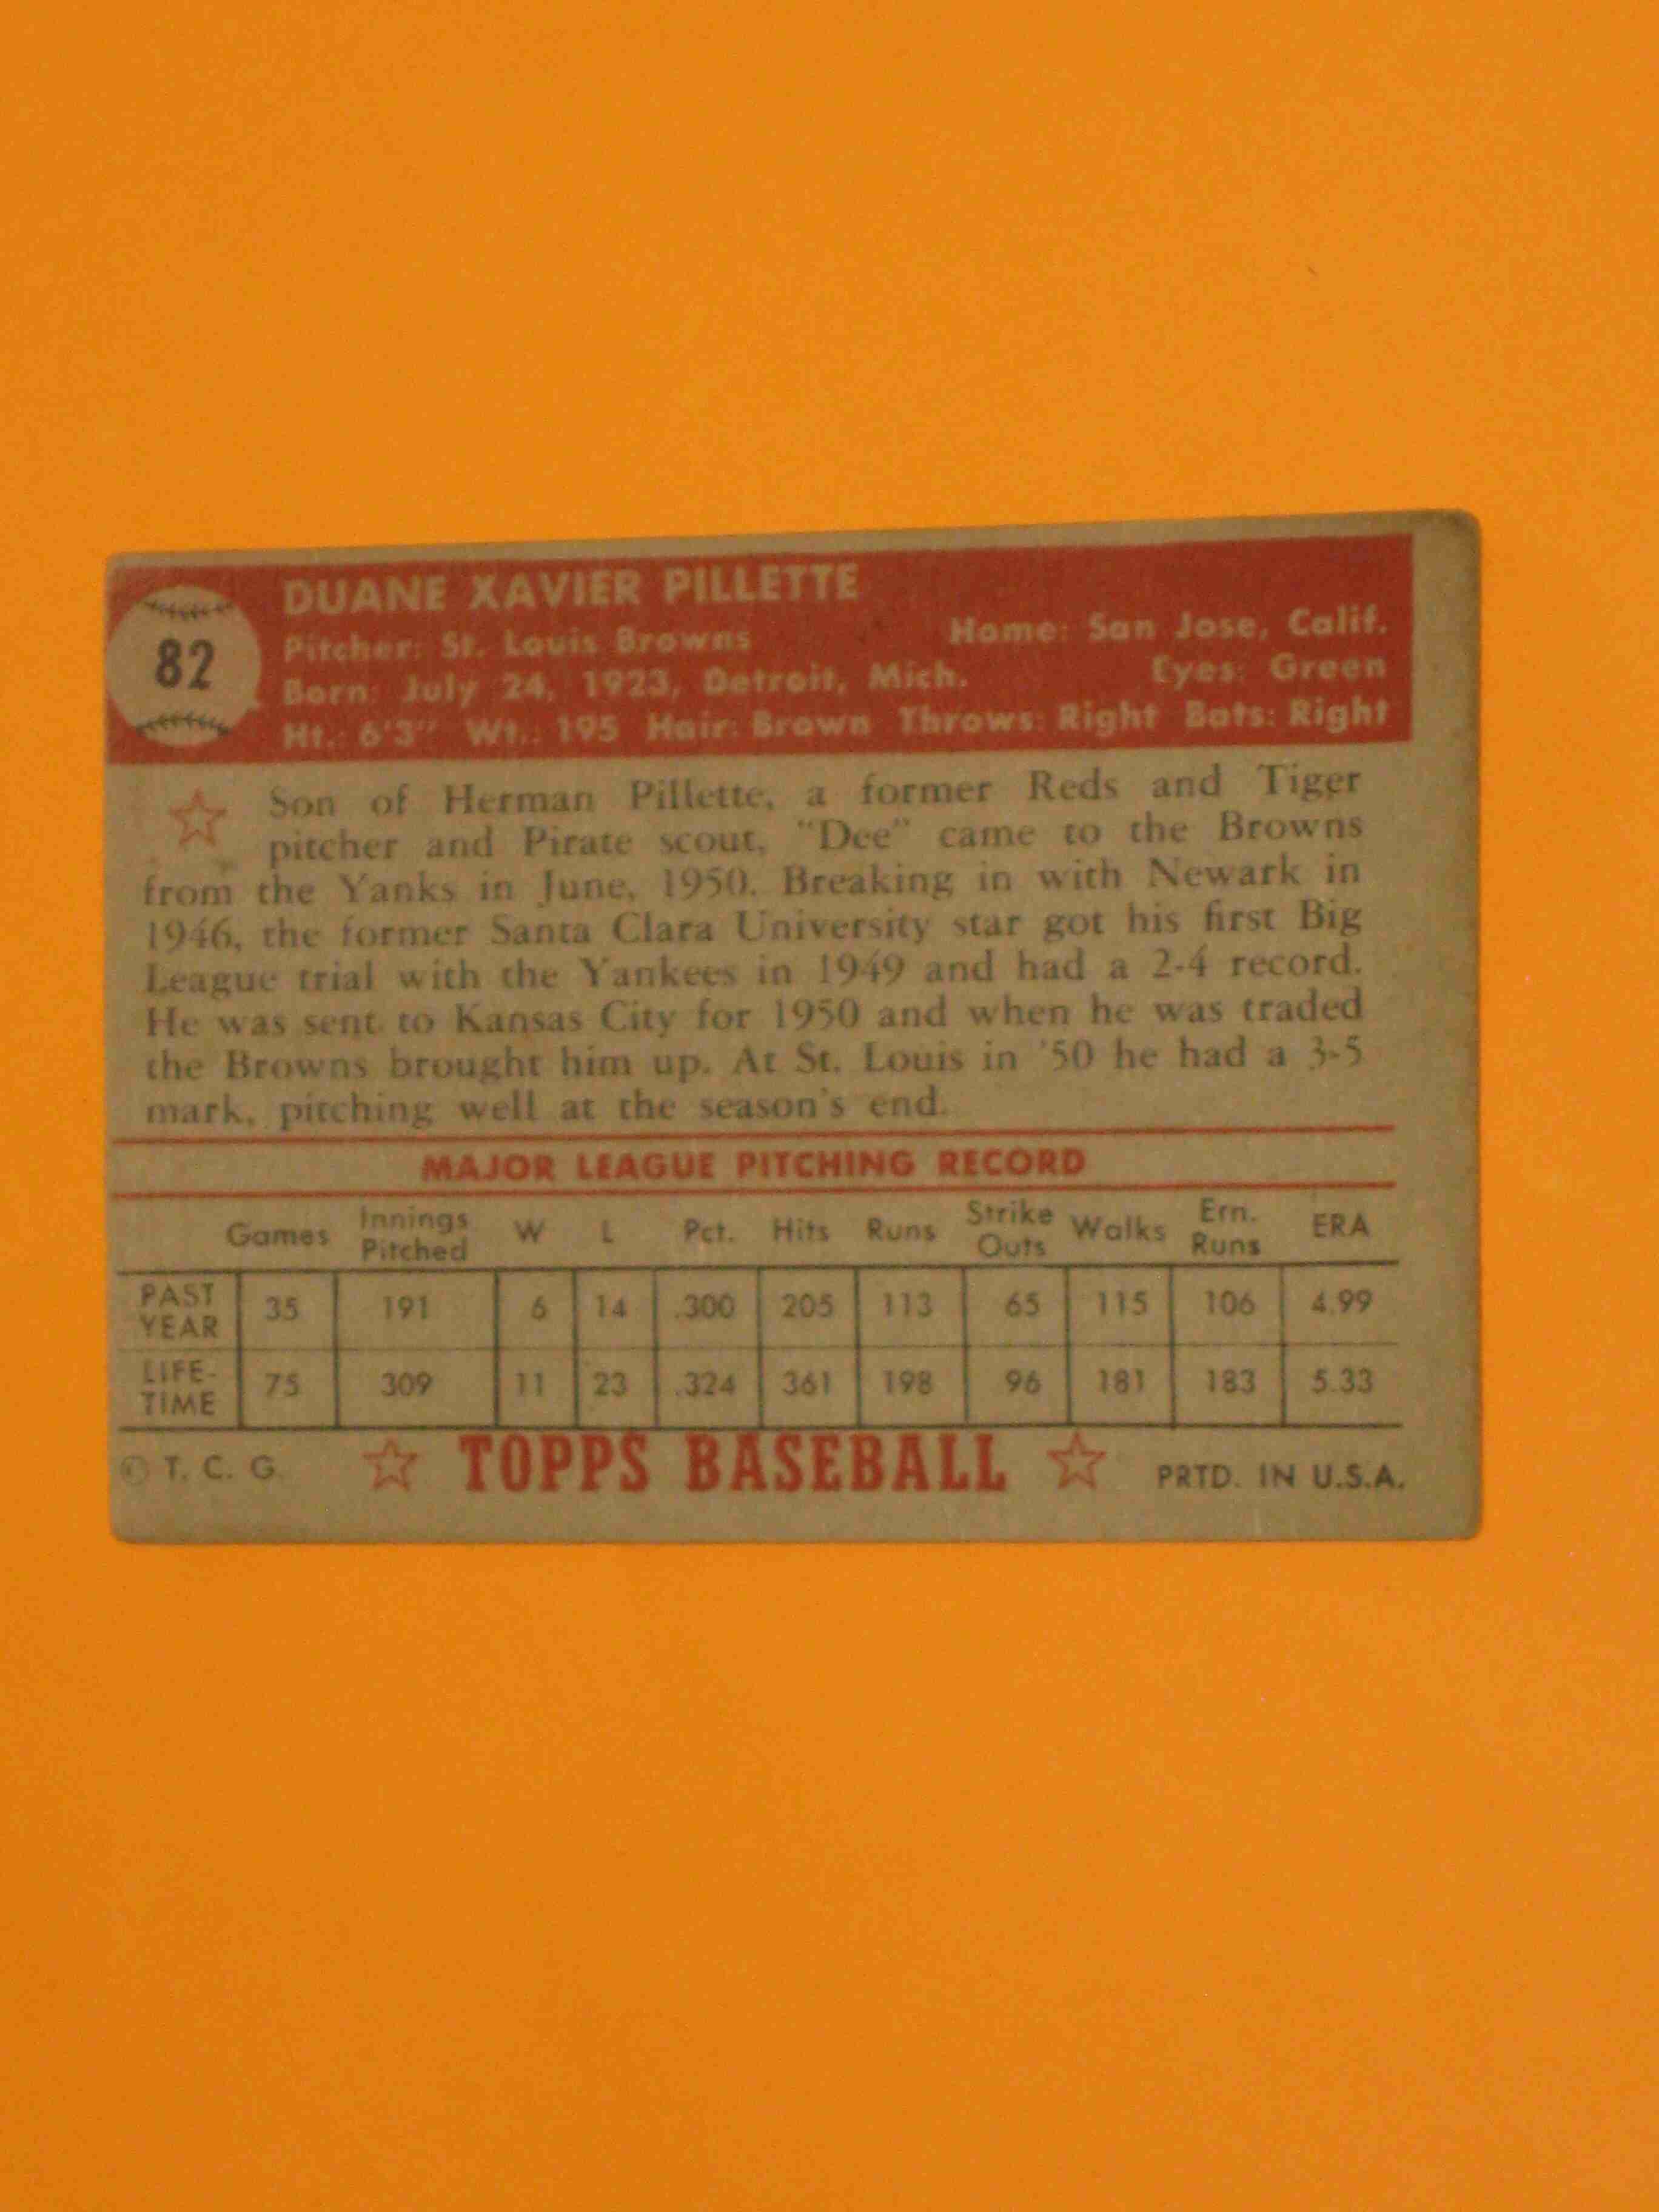 82
DUANE XAVIER PILLETTE
Pitcher: St. Louis Browns Home: San Jose, Calif.
Born: July 24, 1923, Detroit, Mich. Eyes: Green
Ht.: 6'3" Wt.: 195 Hair: Brown Throws: Right Bats: Right
Son of Herman Pillette, a former Reds and Tiger
pitcher and Pirate scout, "Dee" came to the Browns
from the Yanks in June, 1950. Breaking in with Newark in
1946, the former Santa Clara University star got his first Big
League trial with the Yankees in 1949 and had a 2-4 record.
He was sent to Kansas City for 1950 and when he was traded
the Browns brought him up. At St. Louis in '50 he had a 3-5
mark, pitching well at the season's end.
MAJOR LEAGUE PITCHING RECORD
Games Innings Pitched W L Pct. Hits Runs Strike Outs Walks Ern. Runs ERA
PAST YEAR 35 191 6 14 .300 205 113 65 115 106 4.99
LIFE-TIME 75 309 11 23 .324 361 198 96 181 183 5.33
© T. C. G. ☆ TOPPS BASEBALL ☆ PRTD. IN U.S.A.